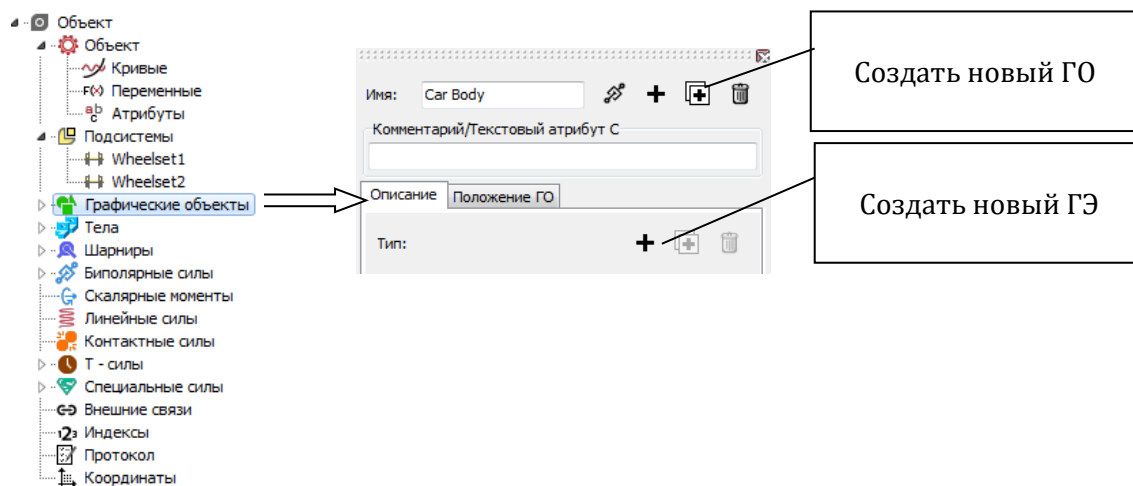 Объект
Объект
Кривые
F(x) Переменные
a b c Атрибуты
Подсистемы
Wheelset1
Wheelset2
Графические объекты
Тела
Шарниры
Биполярные силы
Скалярные моменты
Линейные силы
Контактные силы
Т - силы
Специальные силы
Внешние связи
123 Индексы
Протокол
Координаты
Имя: Car Body
Комментарий/Текстовый атрибут C
Описание Положение ГО
Тип:
Создать новый ГО
Создать новый ГЭ